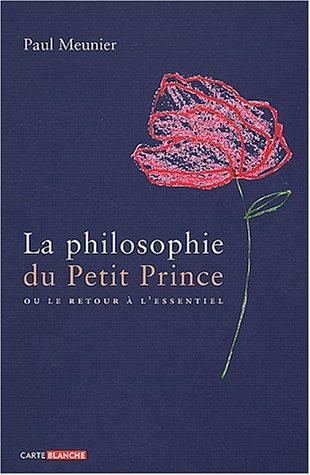 Paul Meunier
La philosophie
du Petit Prince
OU LE RETOUR À L'ESSENTIEL
CARTE BLANCHE